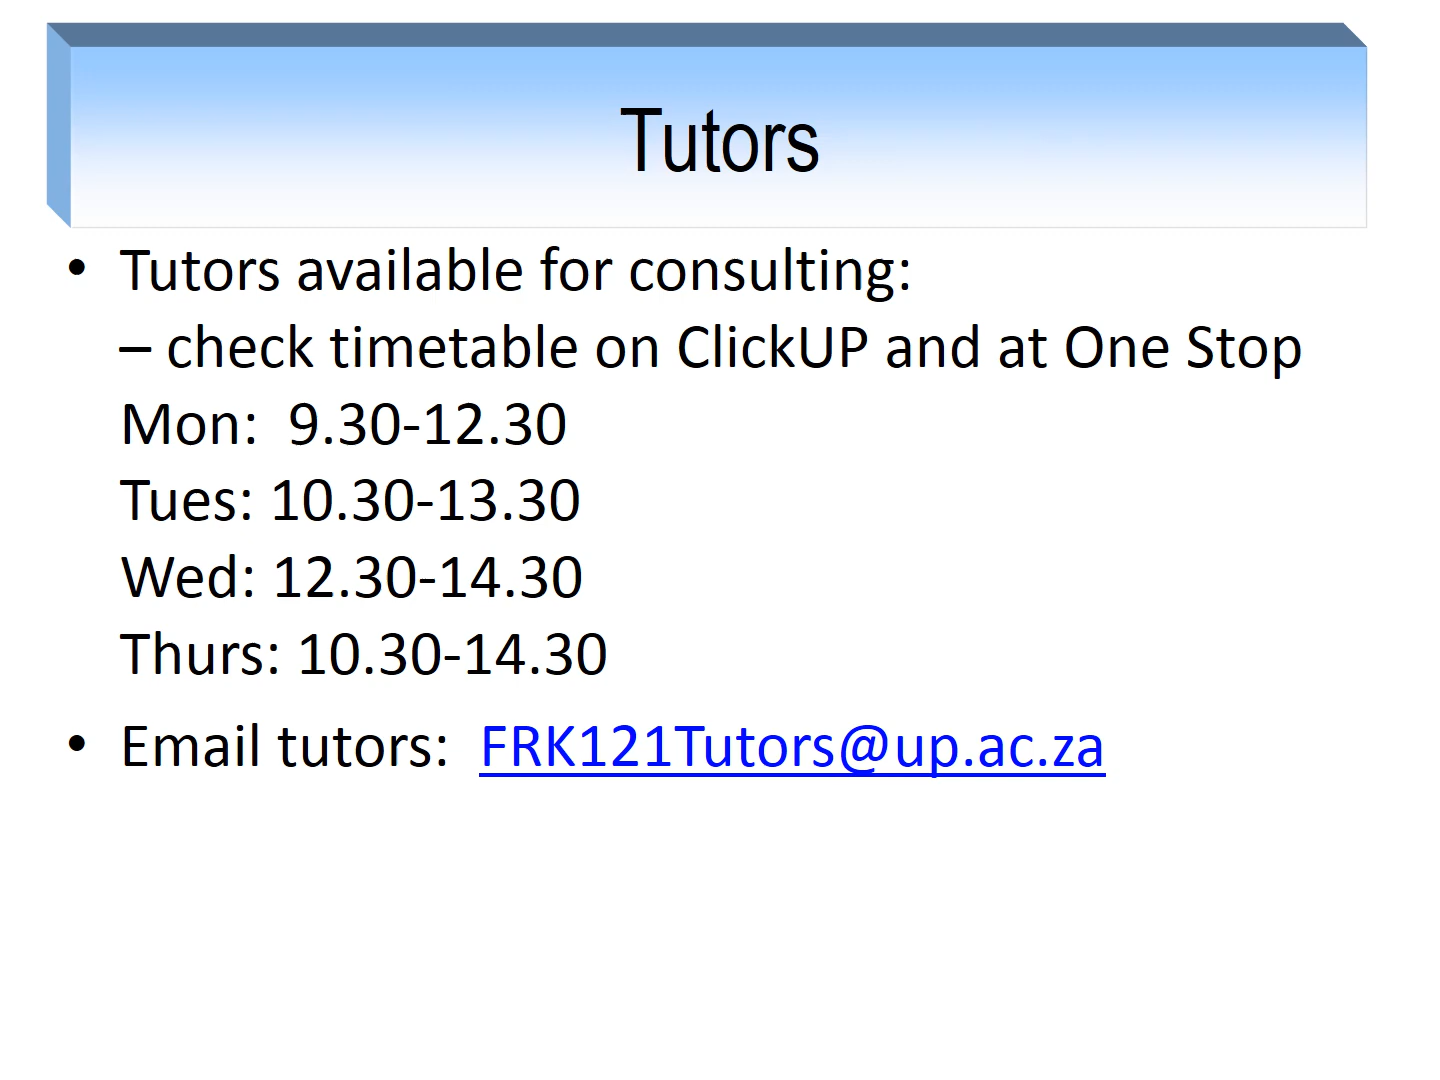 Tutors
• Tutors available for consulting:
– check timetable on ClickUP and at One Stop
Mon:  9.30-12.30
Tues: 10.30-13.30
Wed: 12.30-14.30
Thurs: 10.30-14.30
• Email tutors:  FRK121Tutors@up.ac.za